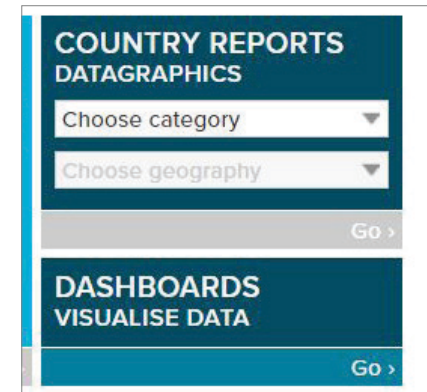 COUNTRY REPORTS
DATAGRAPHICS
Choose category
Choose geography
Go ›
DASHBOARDS
VISUALISE DATA
Go ›